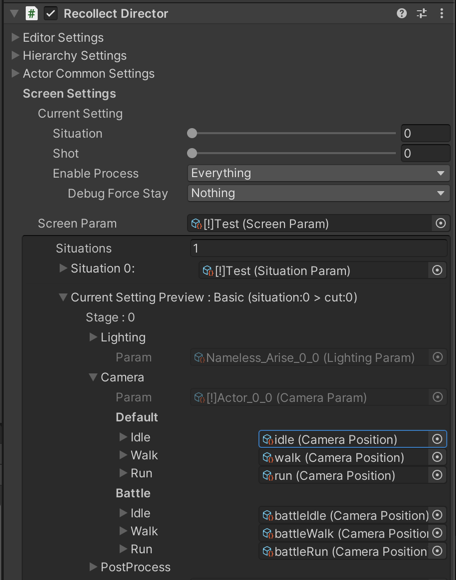 Recollect Director
Editor Settings
Hierarchy Settings
Actor Common Settings
Screen Settings
Current Setting
Situation 0
Shot 0
Enable Process Everything
Debug Force Stay Nothing
Screen Param [!]Test (Screen Param)
Situations 1
Situation 0: [!]Test (Situation Param)
Current Setting Preview : Basic (situation:0 > cut:0)
Stage : 0
Lighting
Param Nameless_Arise_0_0 (Lighting Param)
Camera
Param [!]Actor_0_0 (Camera Param)
Default
Idle idle (Camera Position)
Walk walk (Camera Position)
Run run (Camera Position)
Battle
Idle battleIdle (Camera Position)
Walk battleWalk (Camera Position)
Run battleRun (Camera Position
PostProcess